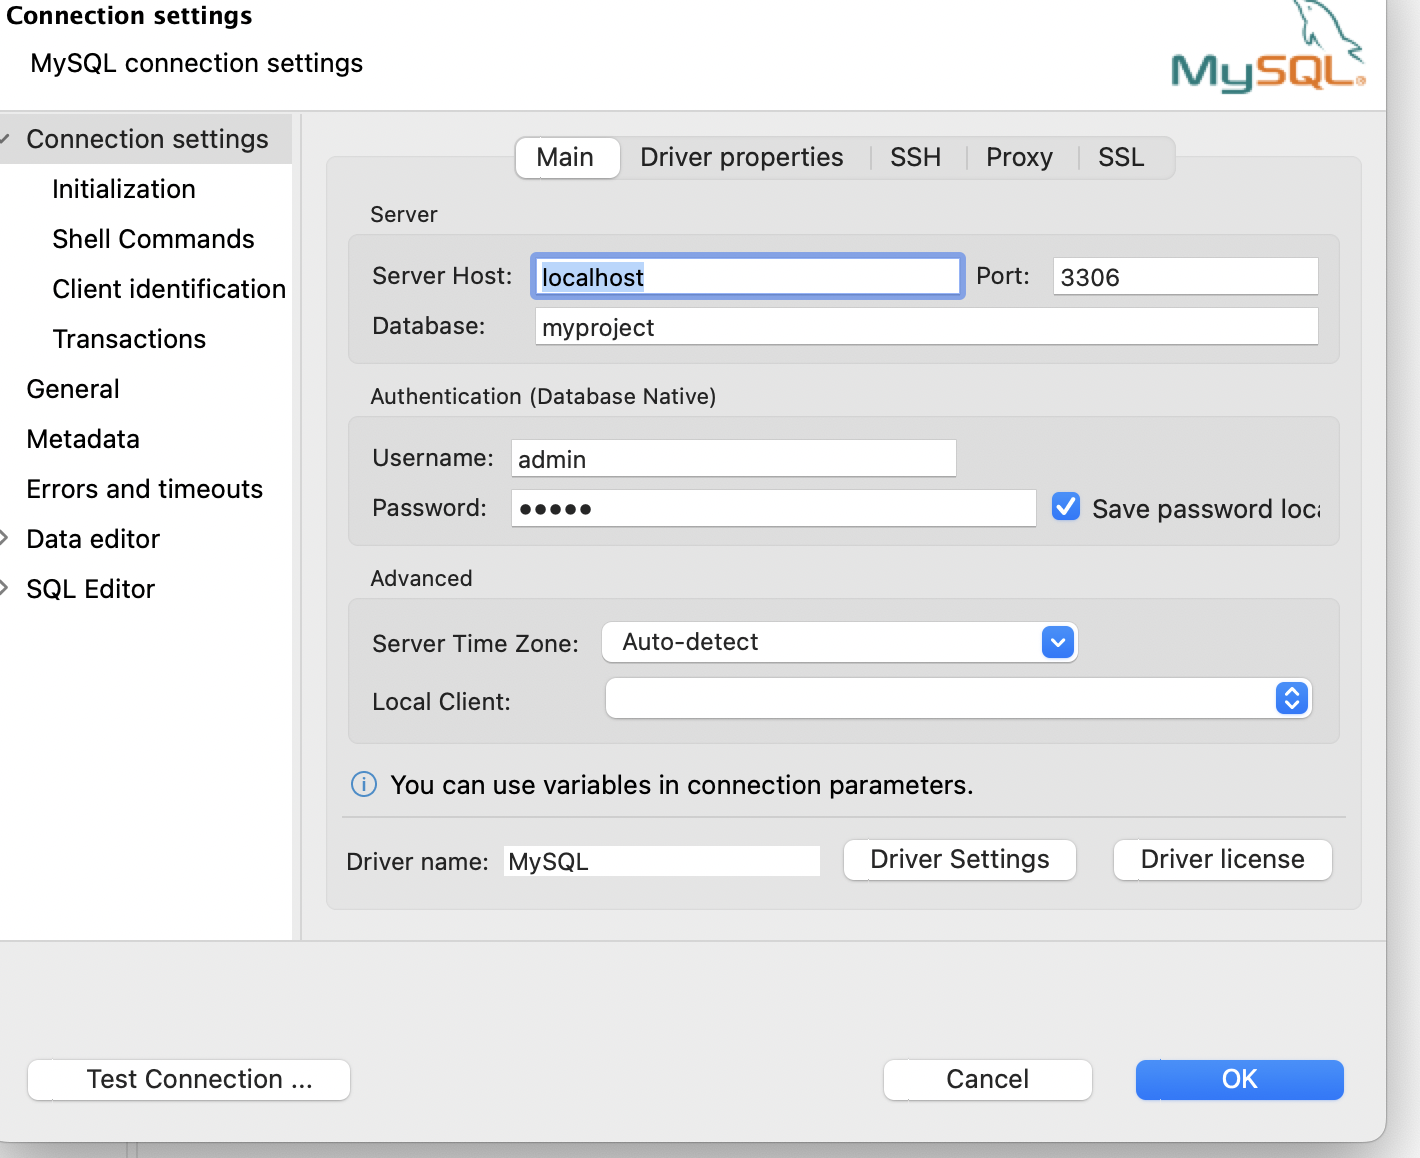 Connection settings
MySQL connection settings
MySQL
Connection settings
Initialization
Shell Commands
Client identification
Transactions
General
Metadata
Errors and timeouts
Data editor
SQL Editor
Main Driver properties SSH Proxy SSL
Server
Server Host: localhost Port: 3306
Database: myproject
Authentication (Database Native)
Username: admin
Password: •••••
Save password loca
Advanced
Server Time Zone: Auto-detect
Local Client:
You can use variables in connection parameters.
Driver name: MySQL Driver Settings Driver license
Test Connection ... Cancel OK